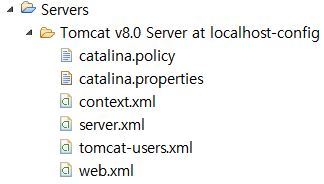 Servers
Tomcat v8.0 Server at localhost-config
catalina.policy
catalina.properties
context.xml
server.xml
tomcat-users.xml
web.xml